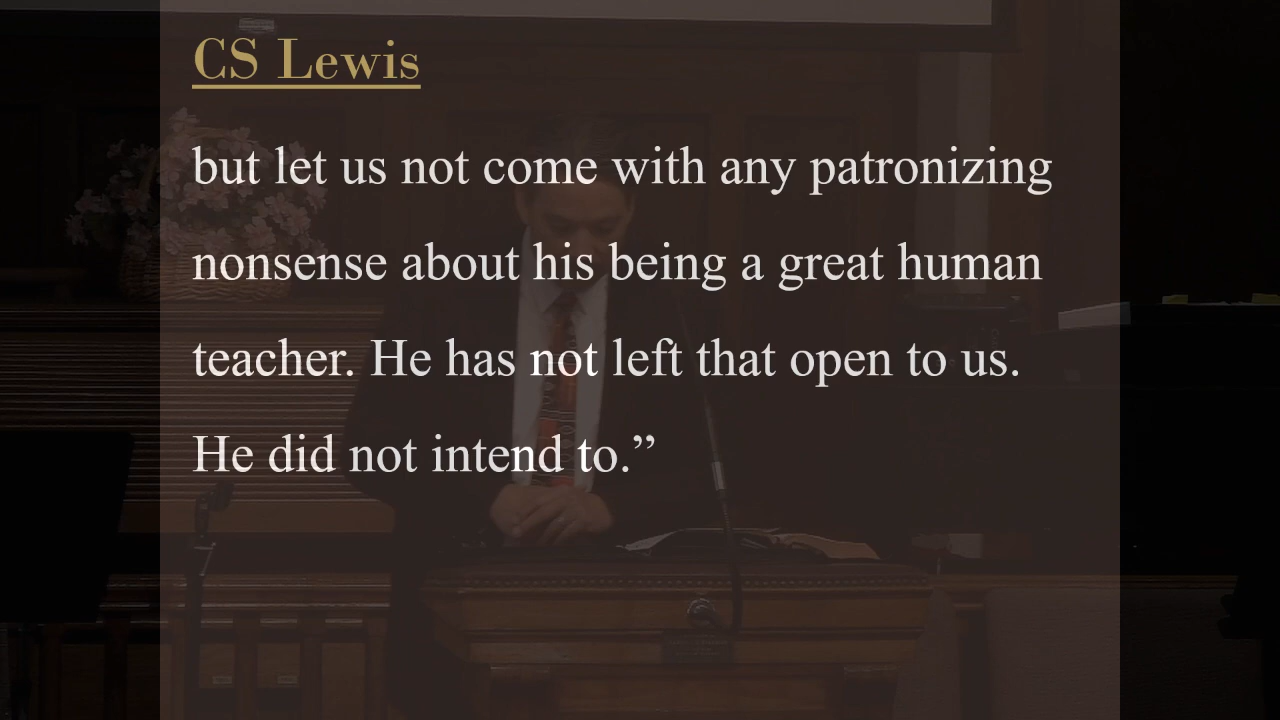 CS Lewis
but let us not come with any patronizing
nonsense about his being a great human
teacher. He has not left that open to us.
He did not intend to.”